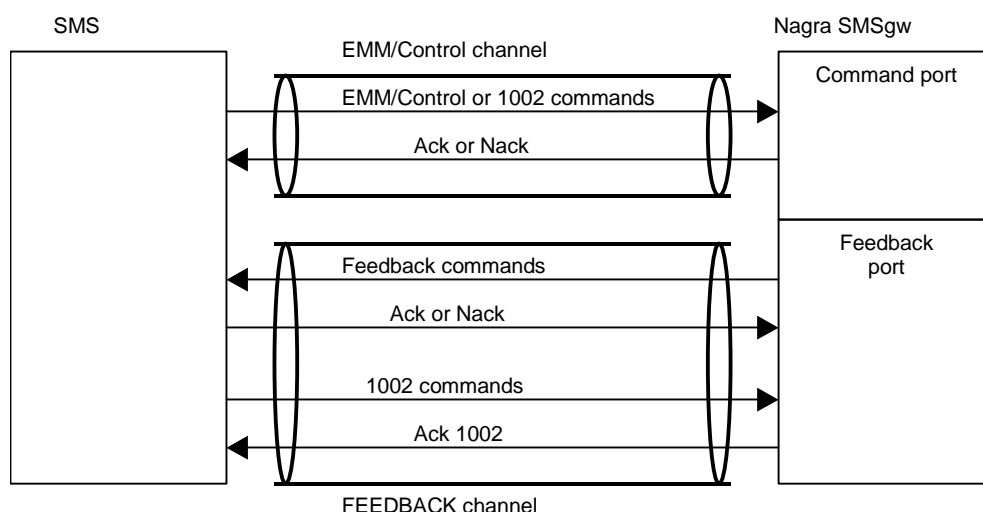 SMS
Nagra SMSgw
EMM/Control channel
Command port
EMM/Control or 1002 commands
Ack or Nack
Feedback
port
Feedback commands
Ack or Nack
1002 commands
Ack 1002
FEEDBACK channel